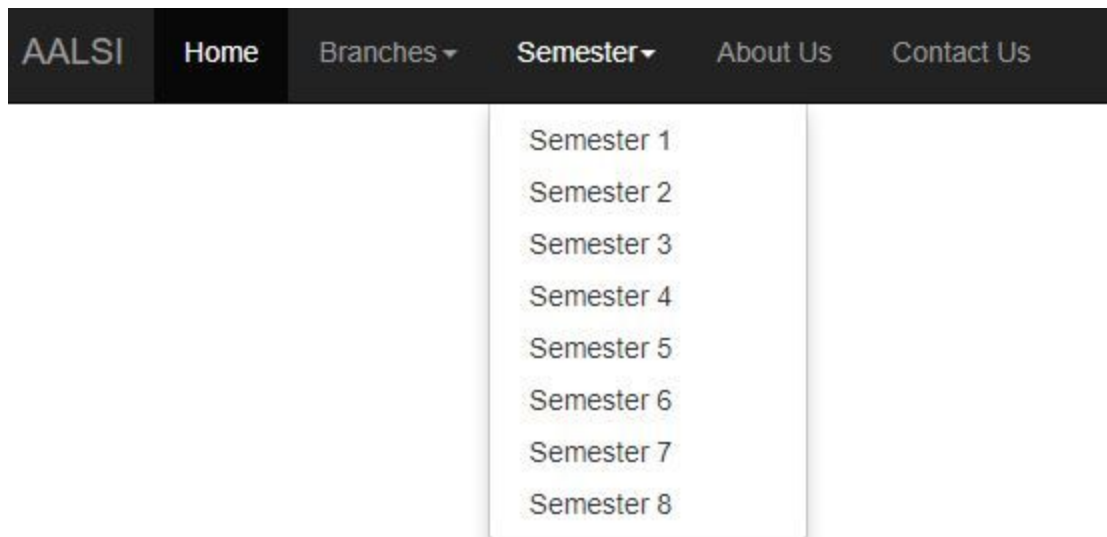 AALSI Home Branches Semester About Us Contact Us
Semester 1
Semester 2
Semester 3
Semester 4
Semester 5
Semester 6
Semester 7
Semester 8